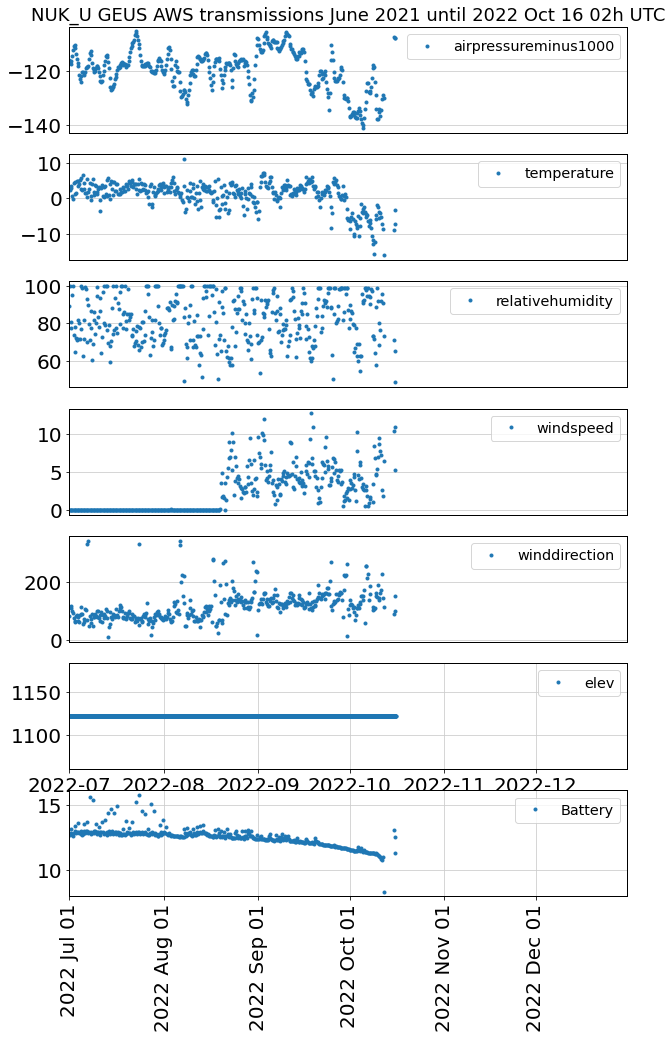 NUK_U GEUS AWS transmissions June 2021 until 2022 Oct 16 02h UTC
airpressureminus1000
−120
−140
temperature
10
0
−10
relativehumidity
100
80
60
windspeed
10
5
0
winddirection
200
0
elev
1150
1100
2022-07 2022-08 2022-09 2022-10 2022-11 2022-12
Battery
15
10
2022 Jul 01
2022 Aug 01
2022 Sep 01
2022 Oct 01
2022 Nov 01
2022 Dec 01